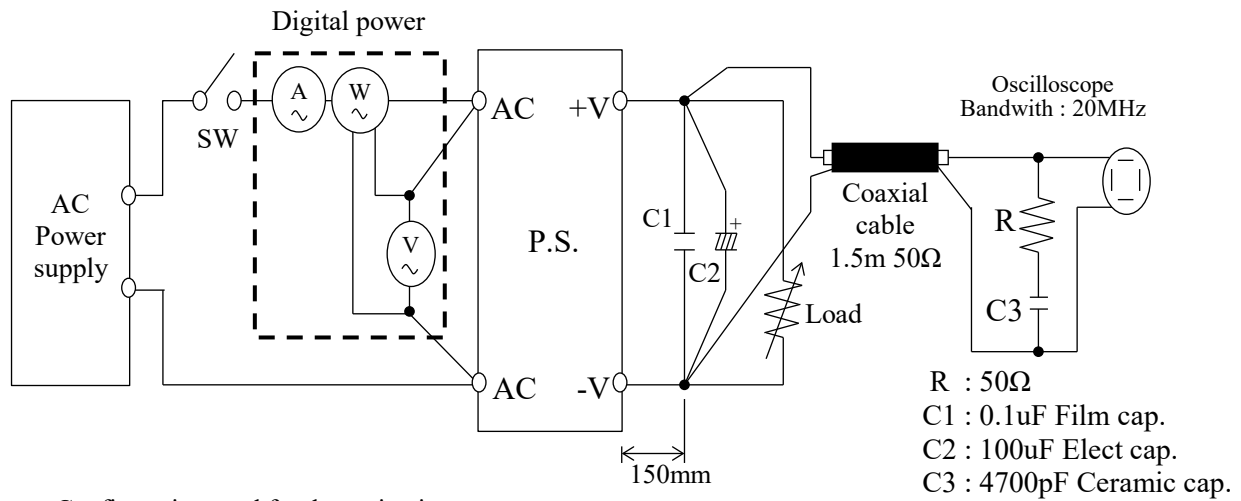 Digital power
A
W
SW
AC
+V
Oscilloscope
Bandwith : 20MHz
AC
Power
supply
V
P.S.
C1
+
C2
Coaxial
cable
1.5m 50Ω
R
Load
C3
AC
-V
150mm
R : 50Ω
C1 : 0.1uF Film cap.
C2 : 100uF Elect cap.
C3 : 4700pF Ceramic cap.